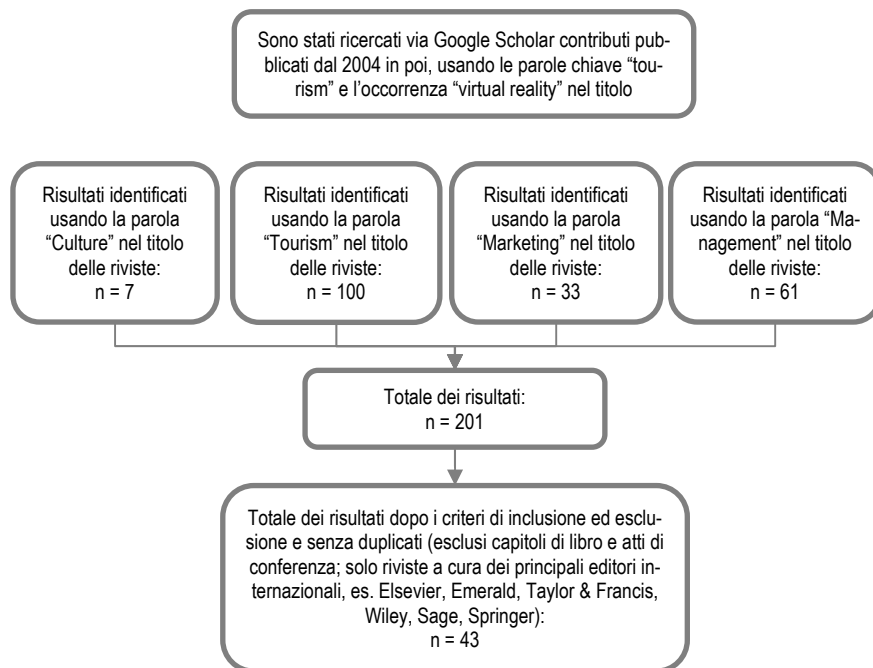 Sono stati ricercati via Google Scholar contributi pub-
blicati dal 2004 in poi, usando le parole chiave “tou-
rism” e l’occorrenza “virtual reality” nel titolo
Risultati identificati
usando la parola
“Culture” nel titolo
delle riviste:
n = 7
Risultati identificati
usando la parola
“Tourism” nel titolo
delle riviste:
n = 100
Risultati identificati
usando la parola
“Marketing” nel titolo
delle riviste:
n = 33
Risultati identificati
usando la parola “Ma-
nagement” nel titolo
delle riviste:
n = 61
Totale dei risultati:
n = 201
Totale dei risultati dopo i criteri di inclusione ed esclu-
sione e senza duplicati (esclusi capitoli di libro e atti di
conferenza; solo riviste a cura dei principali editori in-
ternazionali, es. Elsevier, Emerald, Taylor & Francis,
Wiley, Sage, Springer):
n = 43